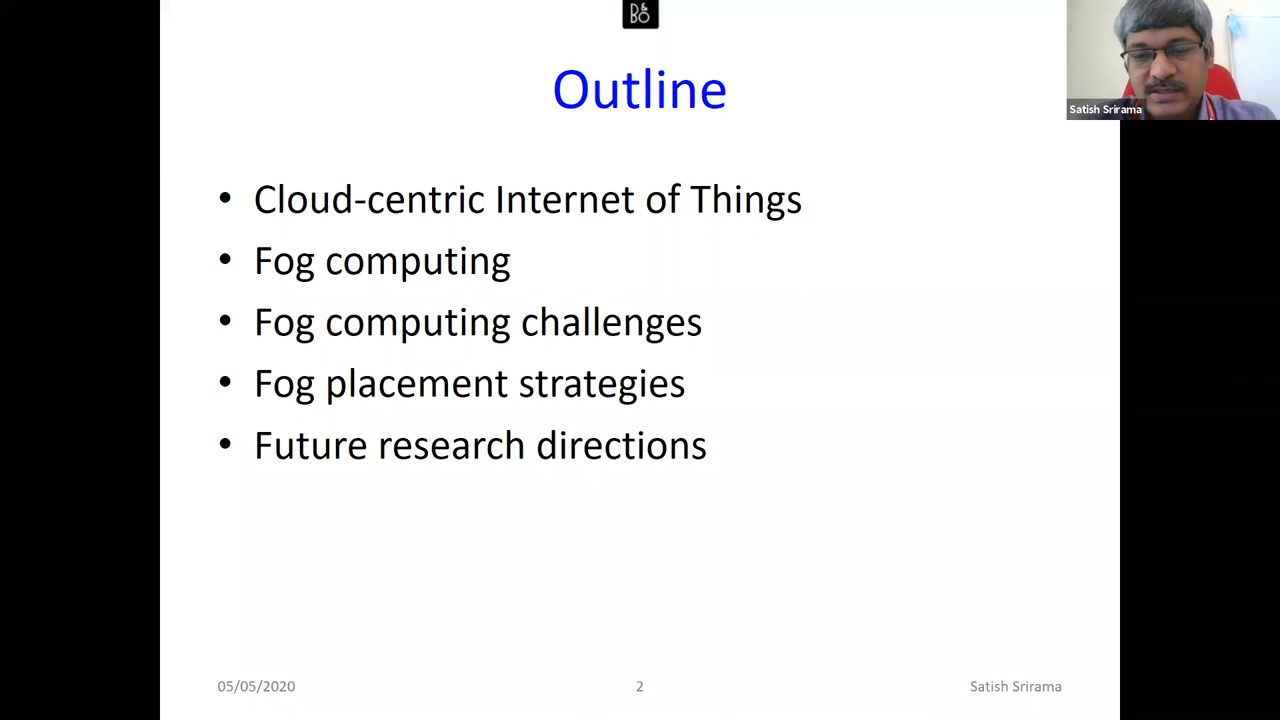 B&O
Outline
Satish Srirama
• Cloud-centric Internet of Things
• Fog computing
• Fog computing challenges
• Fog placement strategies
• Future research directions
05/05/2020
2
Satish Srirama